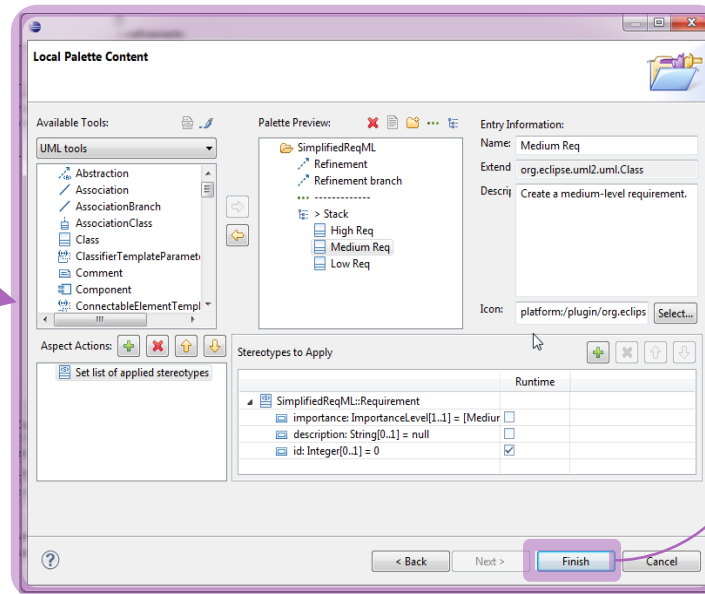 Local Palette Content
Available Tools:
UML tools
Abstraction
Association
AssociationBranch
AssociationClass
Class
ClassifierTemplateParamet
Comment
Component
ConnectableElementTempl
Palette Preview:
SimplifiedReqML
Refinement
Refinement branch
-------------
> Stack
High Req
Medium Req
Low Req
Entry Information:
Name: Medium Req
Extend org.eclipse.uml2.uml.Class
Descrip Create a medium-level requirement.
Icon: platform:/plugin/org.eclips Select...
Aspect Actions:
Set list of applied stereotypes
Stereotypes to Apply
Runtime
SimplifiedReqML::Requirement
importance: ImportanceLevel[1..1] = [Mediur
description: String[0..1] = null
id: Integer[0..1] = 0
< Back Next > Finish Cancel